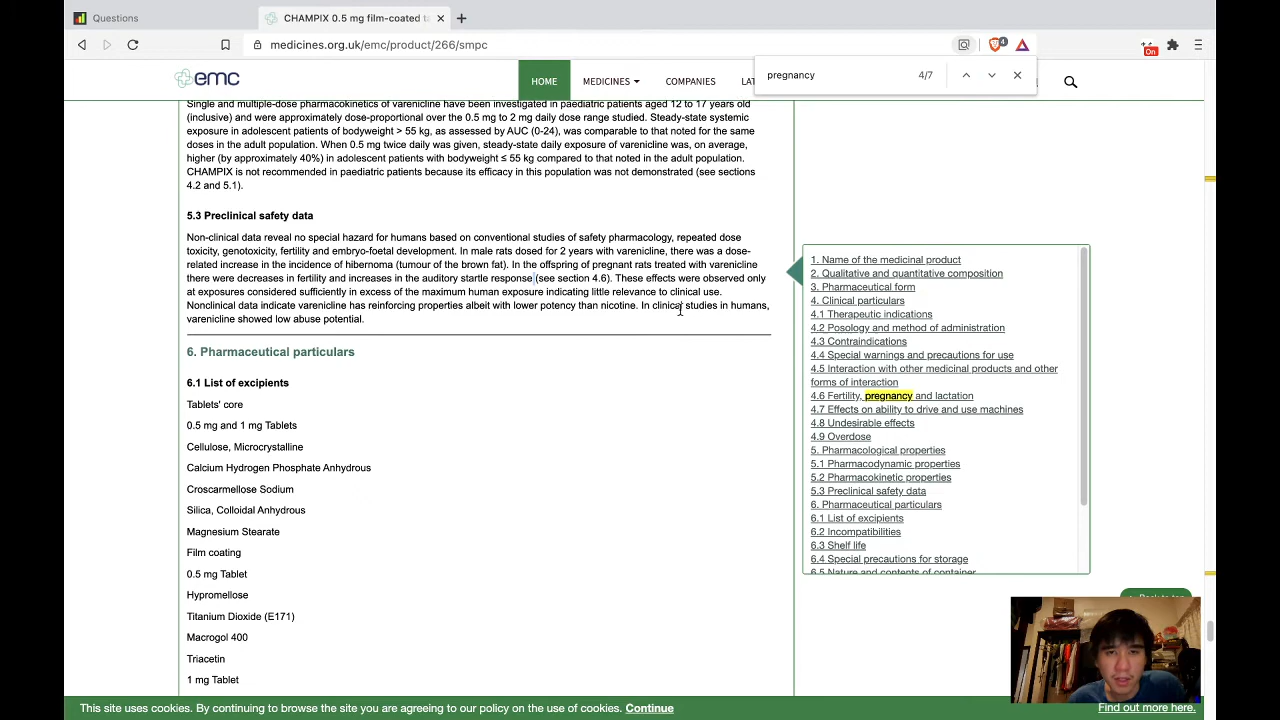 Questions
CHAMPIX 0.5 mg film-coated ta
medicines.org.uk/emc/product/266/smpc
4
On
pregnancy
4/7
emc
HOME
MEDICINES
COMPANIES
Single and multiple-dose pharmacokinetics of varenicline have been investigated in paediatric patients aged 12 to 17 years old
(inclusive) and were approximately dose-proportional over the 0.5 mg to 2 mg daily dose range studied. Steady-state systemic
exposure in adolescent patients of bodyweight > 55 kg, as assessed by AUC (0-24), was comparable to that noted for the same
doses in the adult population. When 0.5 mg twice daily was given, steady-state daily exposure of varenicline was, on average,
higher (by approximately 40%) in adolescent patients with bodyweight ≤ 55 kg compared to that noted in the adult population.
CHAMPIX is not recommended in paediatric patients because its efficacy in this population was not demonstrated (see sections
4.2 and 5.1).
5.3 Preclinical safety data
Non-clinical data reveal no special hazard for humans based on conventional studies of safety pharmacology, repeated dose
toxicity, genotoxicity, fertility and embryo-foetal development. In male rats dosed for 2 years with varenicline, there was a dose-
related increase in the incidence of hibernoma (tumour of the brown fat). In the offspring of pregnant rats treated with varenicline
there were decreases in fertility and increases in the auditory startle response (see section 4.6). These effects were observed only
at exposures considered sufficiently in excess of the maximum human exposure indicating little relevance to clinical use.
Nonclinical data indicate varenicline has reinforcing properties albeit with lower potency than nicotine. In clinical studies in humans,
varenicline showed low abuse potential.
6. Pharmaceutical particulars
6.1 List of excipients
Tablets' core
0.5 mg and 1 mg Tablets
Cellulose, Microcrystalline
Calcium Hydrogen Phosphate Anhydrous
Croscarmellose Sodium
Silica, Colloidal Anhydrous
Magnesium Stearate
Film coating
0.5 mg Tablet
Hypromellose
Titanium Dioxide (E171)
Macrogol 400
Triacetin
1 mg Tablet
1. Name of the medicinal product
2. Qualitative and quantitative composition
3. Pharmaceutical form
4. Clinical particulars
4.1 Therapeutic indications
4.2 Posology and method of administration
4.3 Contraindications
4.4 Special warnings and precautions for use
4.5 Interaction with other medicinal products and other
forms of interaction
4.6 Fertility, pregnancy and lactation
4.7 Effects on ability to drive and use machines
4.8 Undesirable effects
4.9 Overdose
5. Pharmacological properties
5.1 Pharmacodynamic properties
5.2 Pharmacokinetic properties
5.3 Preclinical safety data
6. Pharmaceutical particulars
6.1 List of excipients
6.2 Incompatibilities
6.3 Shelf life
6.4 Special precautions for storage
6.5 Nature and contents of container
This site uses cookies. By continuing to browse the site you are agreeing to our policy on the use of cookies. Continue
Find out more here.